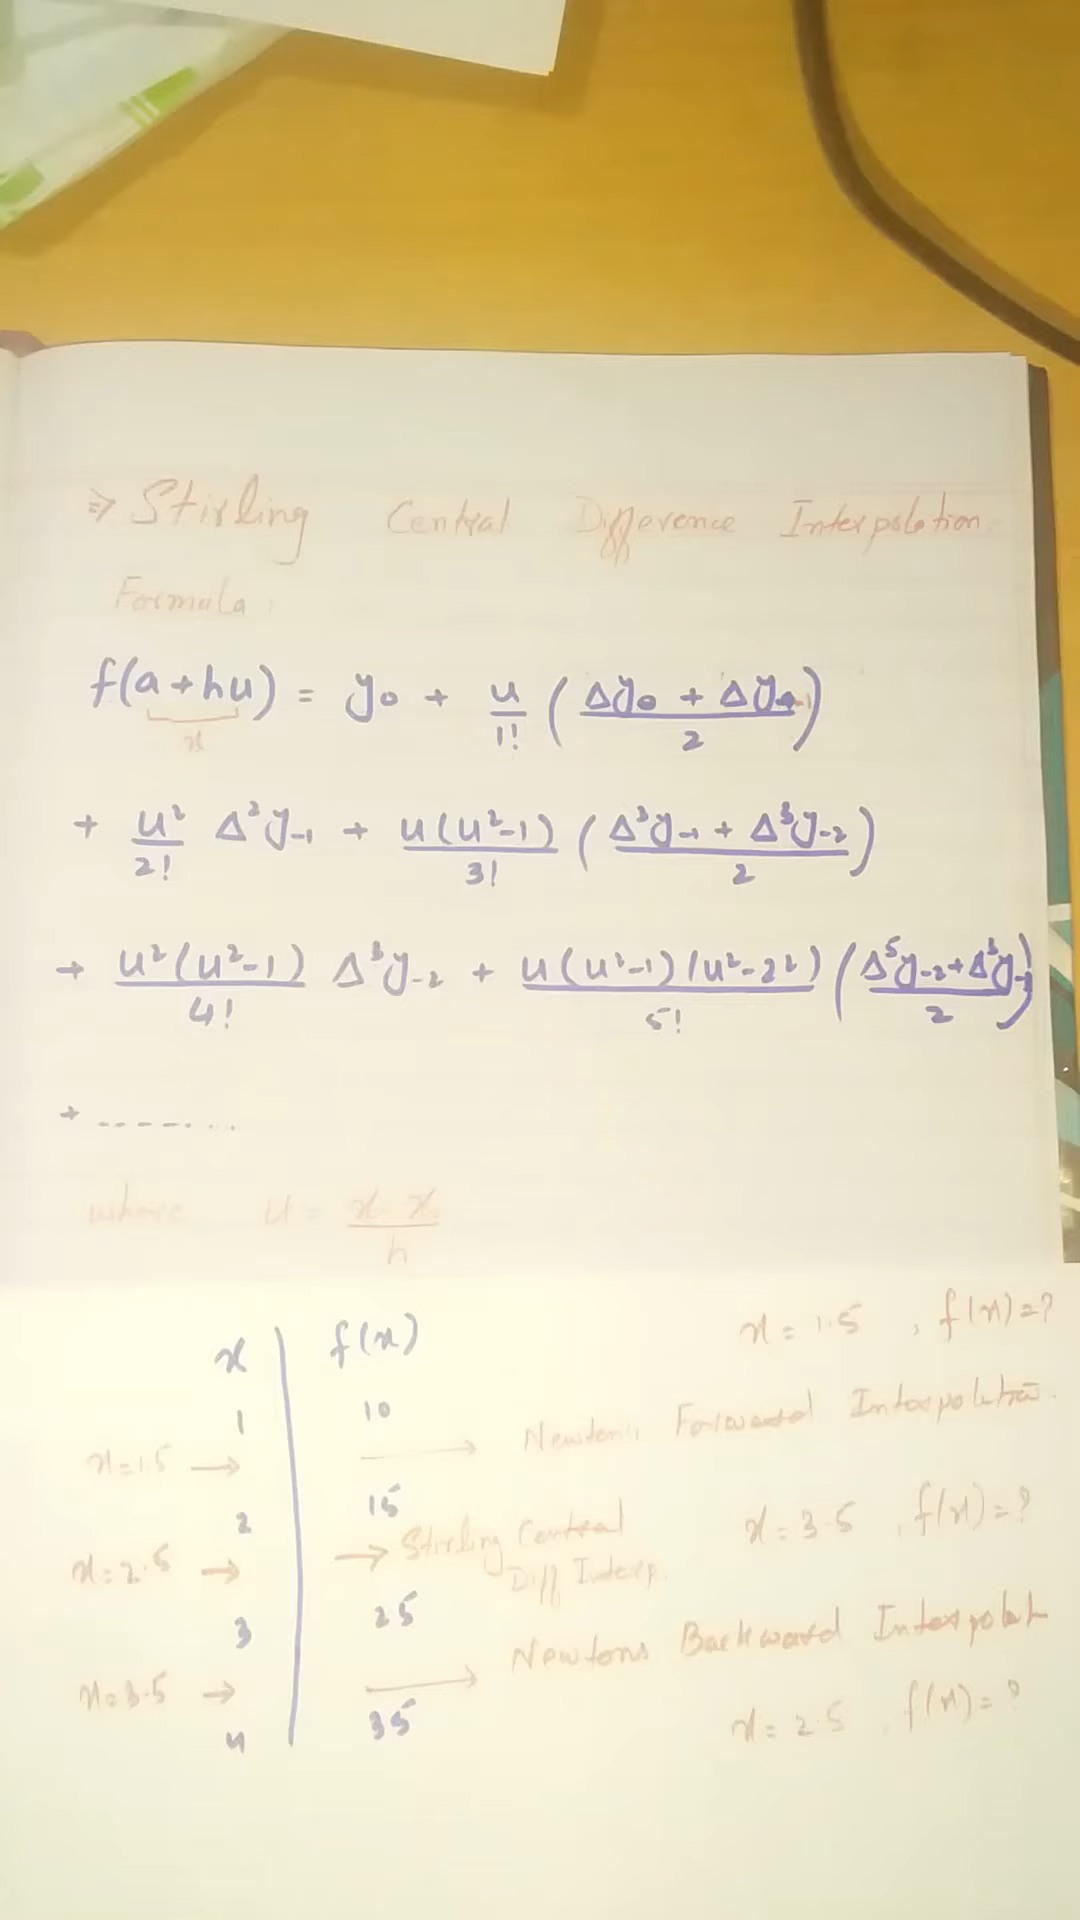 ⇒ Stirling Central Difference Interpolation
Formula:
f(a+hu) = y₀ + u/1! (Δy₀ + Δy₋₁)/2
x
+ u²/2! Δ²y₋₁ + u(u²-1)/3! (Δ³y₋₁ + Δ³y₋₂)/2
+ u²(u²-1)/4! Δ³y₋₂ + u(u²-1)(u²-2²)/5! (Δ⁵y₋₂+Δ⁵y₋₃)/2
+ .......
where u = x-x₀/h
x f(x) x = 1.5 , f(x)=?
1 10
x=1.5 → → Newtons Forward Interpolation.
2 15
x = 3.5 , f(x)=?
x=2.5 → → Stirling Central
Diff Interp.
3 25
Newtons Backward Interpolat
x=3.5 → →
4 35
x = 2.5 , f(x)=?